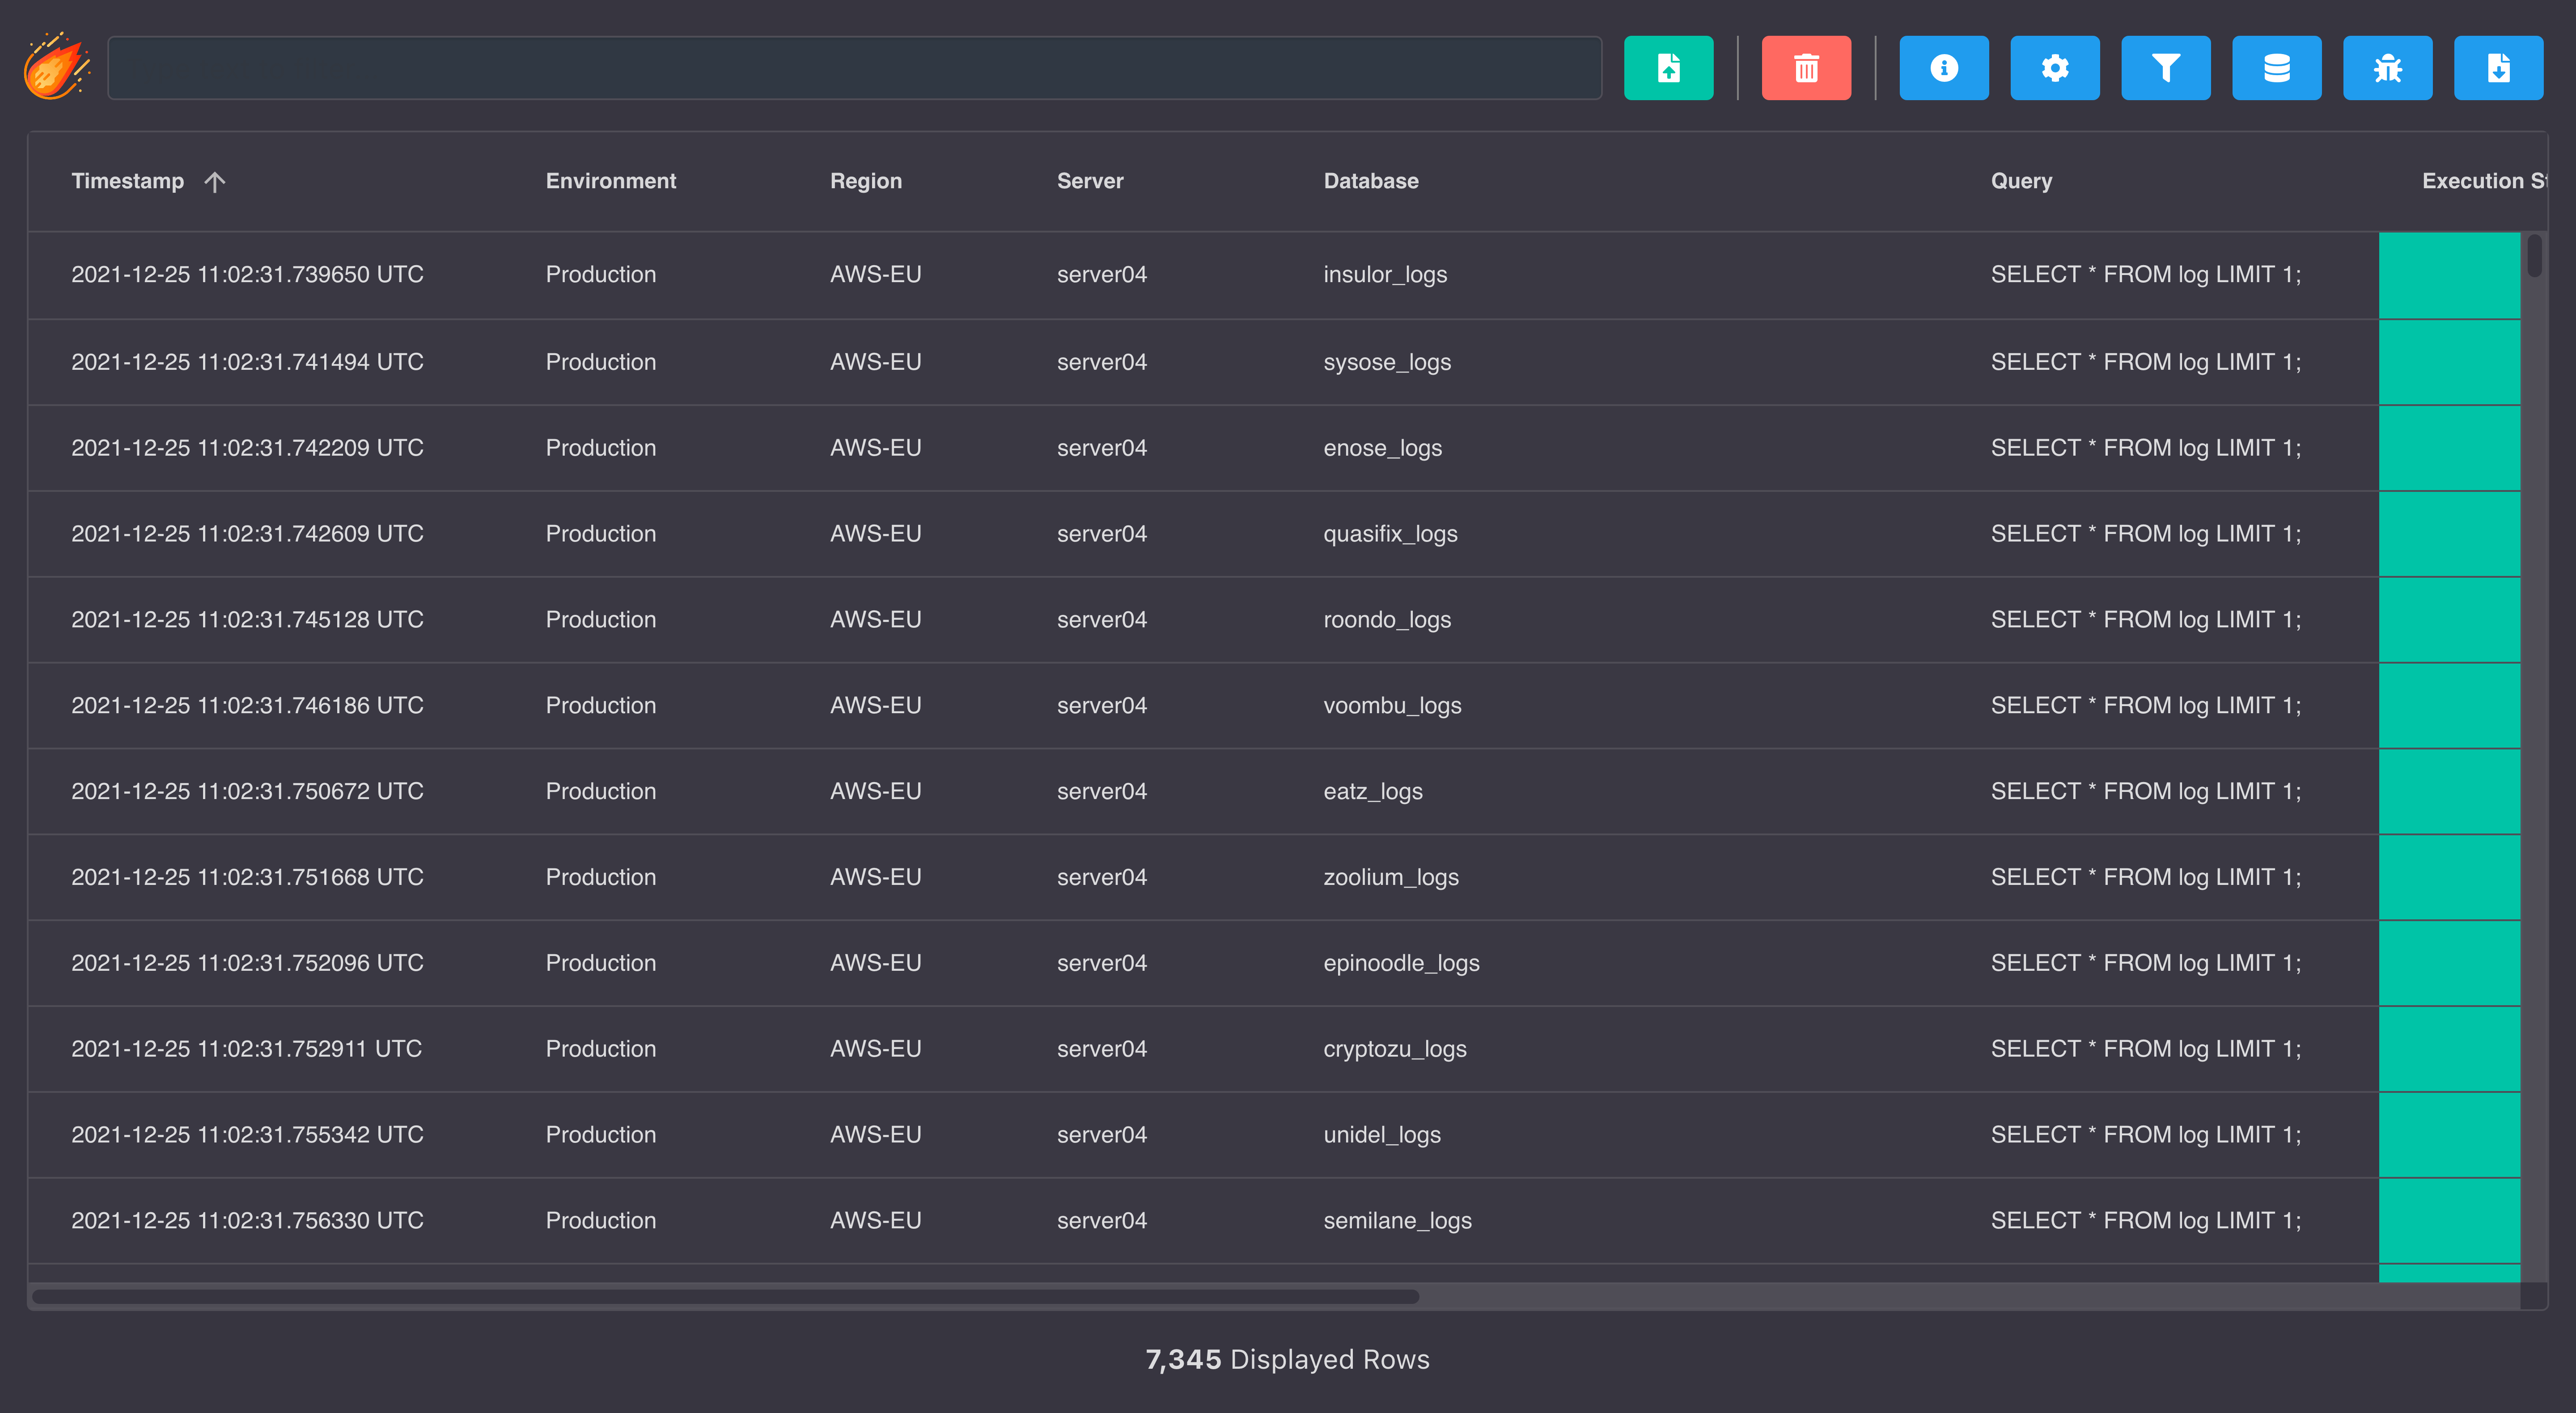 Timestamp Environment Region Server Database Query Execution St
2021-12-25 11:02:31.739650 UTC Production AWS-EU server04 insulor_logs SELECT * FROM log LIMIT 1;
2021-12-25 11:02:31.741494 UTC Production AWS-EU server04 sysose_logs SELECT * FROM log LIMIT 1;
2021-12-25 11:02:31.742209 UTC Production AWS-EU server04 enose_logs SELECT * FROM log LIMIT 1;
2021-12-25 11:02:31.742609 UTC Production AWS-EU server04 quasifix_logs SELECT * FROM log LIMIT 1;
2021-12-25 11:02:31.745128 UTC Production AWS-EU server04 roondo_logs SELECT * FROM log LIMIT 1;
2021-12-25 11:02:31.746186 UTC Production AWS-EU server04 voombu_logs SELECT * FROM log LIMIT 1;
2021-12-25 11:02:31.750672 UTC Production AWS-EU server04 eatz_logs SELECT * FROM log LIMIT 1;
2021-12-25 11:02:31.751668 UTC Production AWS-EU server04 zoolium_logs SELECT * FROM log LIMIT 1;
2021-12-25 11:02:31.752096 UTC Production AWS-EU server04 epinoodle_logs SELECT * FROM log LIMIT 1;
2021-12-25 11:02:31.752911 UTC Production AWS-EU server04 cryptozu_logs SELECT * FROM log LIMIT 1;
2021-12-25 11:02:31.755342 UTC Production AWS-EU server04 unidel_logs SELECT * FROM log LIMIT 1;
2021-12-25 11:02:31.756330 UTC Production AWS-EU server04 semilane_logs SELECT * FROM log LIMIT 1;
7,345 Displayed Rows